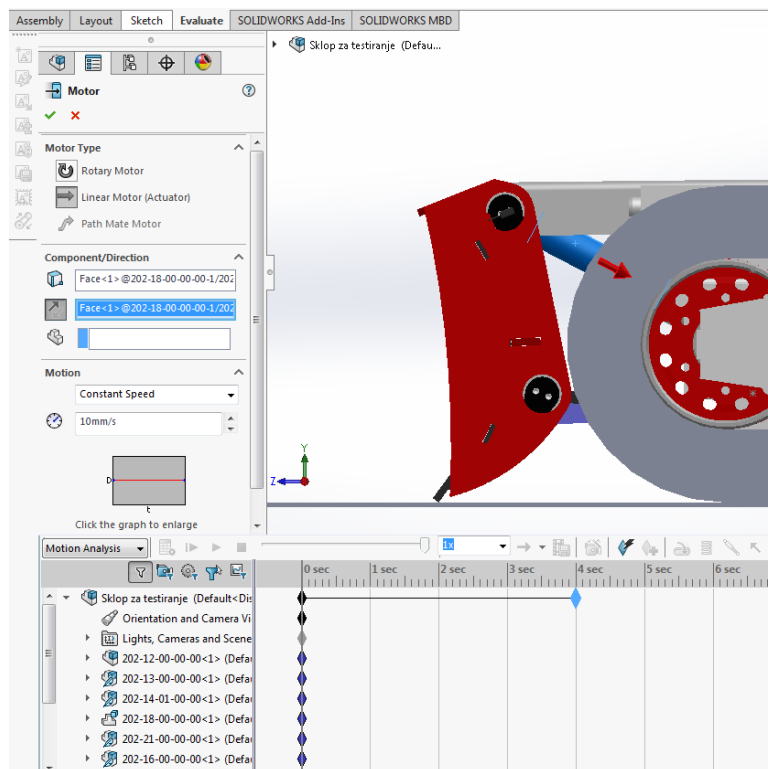 Assembly Layout Sketch Evaluate SOLIDWORKS Add-Ins SOLIDWORKS MBD
Sklop za testiranje (Defau...
Motor
Motor Type
Rotary Motor
Linear Motor (Actuator)
Path Mate Motor
Component/Direction
Face<1>@202-18-00-00-00-1/202
Face<1>@202-18-00-00-00-1/202
Motion
Constant Speed
10mm/s
D
t
Click the graph to enlarge
Y
Z
Motion Analysis 1x
0 sec 1 sec 2 sec 3 sec 4 sec 5 sec 6 sec
Sklop za testiranje (Default<Dis
Orientation and Camera Vi
Lights, Cameras and Scene
202-12-00-00-00<1> (Defau
202-13-00-00-00<1> (Defau
202-14-01-00-00<1> (Defau
202-18-00-00-00<1> (Defau
202-21-00-00-00<1> (Defau
202-16-00-00-00<1> (Defau